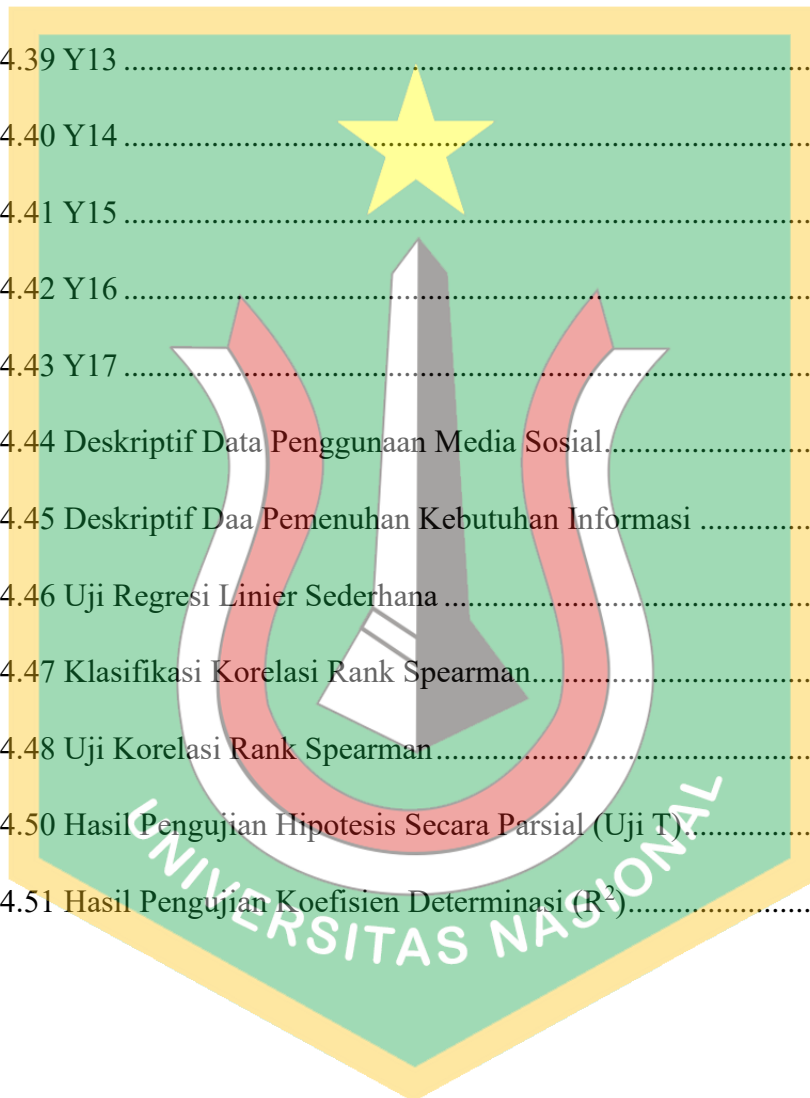 4.39 Y13 ........................................................................................
4.40 Y14 ........................................................................................
4.41 Y15 ........................................................................................
4.42 Y16 ........................................................................................
4.43 Y17 ........................................................................................
4.44 Deskriptif Data Penggunaan Media Sosial..........................
4.45 Deskriptif Daa Pemenuhan Kebutuhan Informasi ..............
4.46 Uji Regresi Linier Sederhana ...............................................
4.47 Klasifikasi Korelasi Rank Spearman....................................
4.48 Uji Korelasi Rank Spearman................................................
4.50 Hasil Pengujian Hipotesis Secara Parsial (Uji T)................
4.51 Hasil Pengujian Koefisien Determinasi (R²).......................
UNIVERSITAS NASIONAL